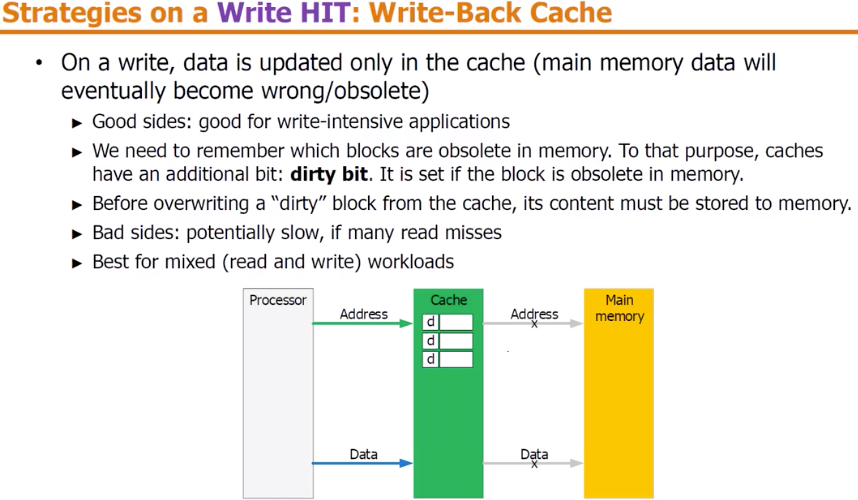 Strategies on a Write HIT: Write-Back Cache
• On a write, data is updated only in the cache (main memory data will
eventually become wrong/obsolete)
► Good sides: good for write-intensive applications
► We need to remember which blocks are obsolete in memory. To that purpose, caches
have an additional bit: dirty bit. It is set if the block is obsolete in memory.
► Before overwriting a “dirty” block from the cache, its content must be stored to memory.
► Bad sides: potentially slow, if many read misses
► Best for mixed (read and write) workloads
Processor
Address
Cache
Address
x
Main
memory
d
d
d
Data
Data
x